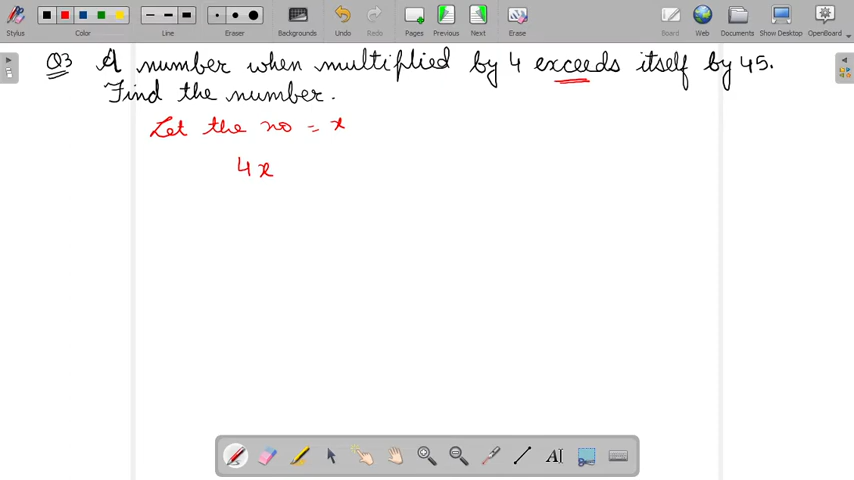 Stylus
Color
Line
Eraser
Backgrounds
Undo
Redo
Pages
Previous
Next
Erase
Board
Web
Documents
Show Desktop
OpenBoard
Q3 A number when multiplied by 4 exceeds itself by 45.
Find the number.
Let the no = x
4x
AI